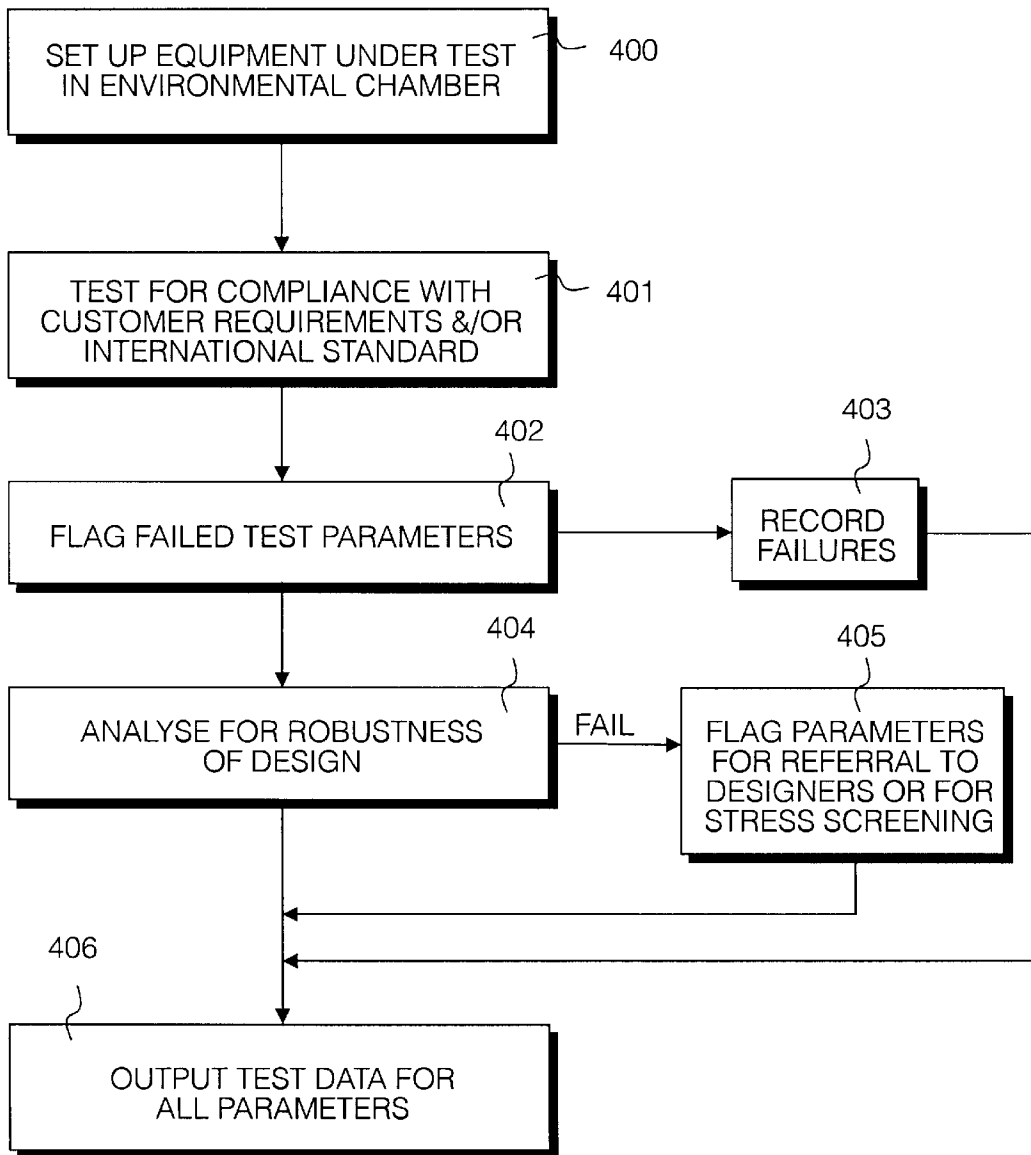 SET UP EQUIPMENT UNDER TEST
IN ENVIRONMENTAL CHAMBER
400
TEST FOR COMPLIANCE WITH
CUSTOMER REQUIREMENTS &/OR
INTERNATIONAL STANDARD
401
402
FLAG FAILED TEST PARAMETERS
403
RECORD
FAILURES
404
ANALYSE FOR ROBUSTNESS
OF DESIGN
FAIL
405
FLAG PARAMETERS
FOR REFERRAL TO
DESIGNERS OR FOR
STRESS SCREENING
406
OUTPUT TEST DATA FOR
ALL PARAMETERS